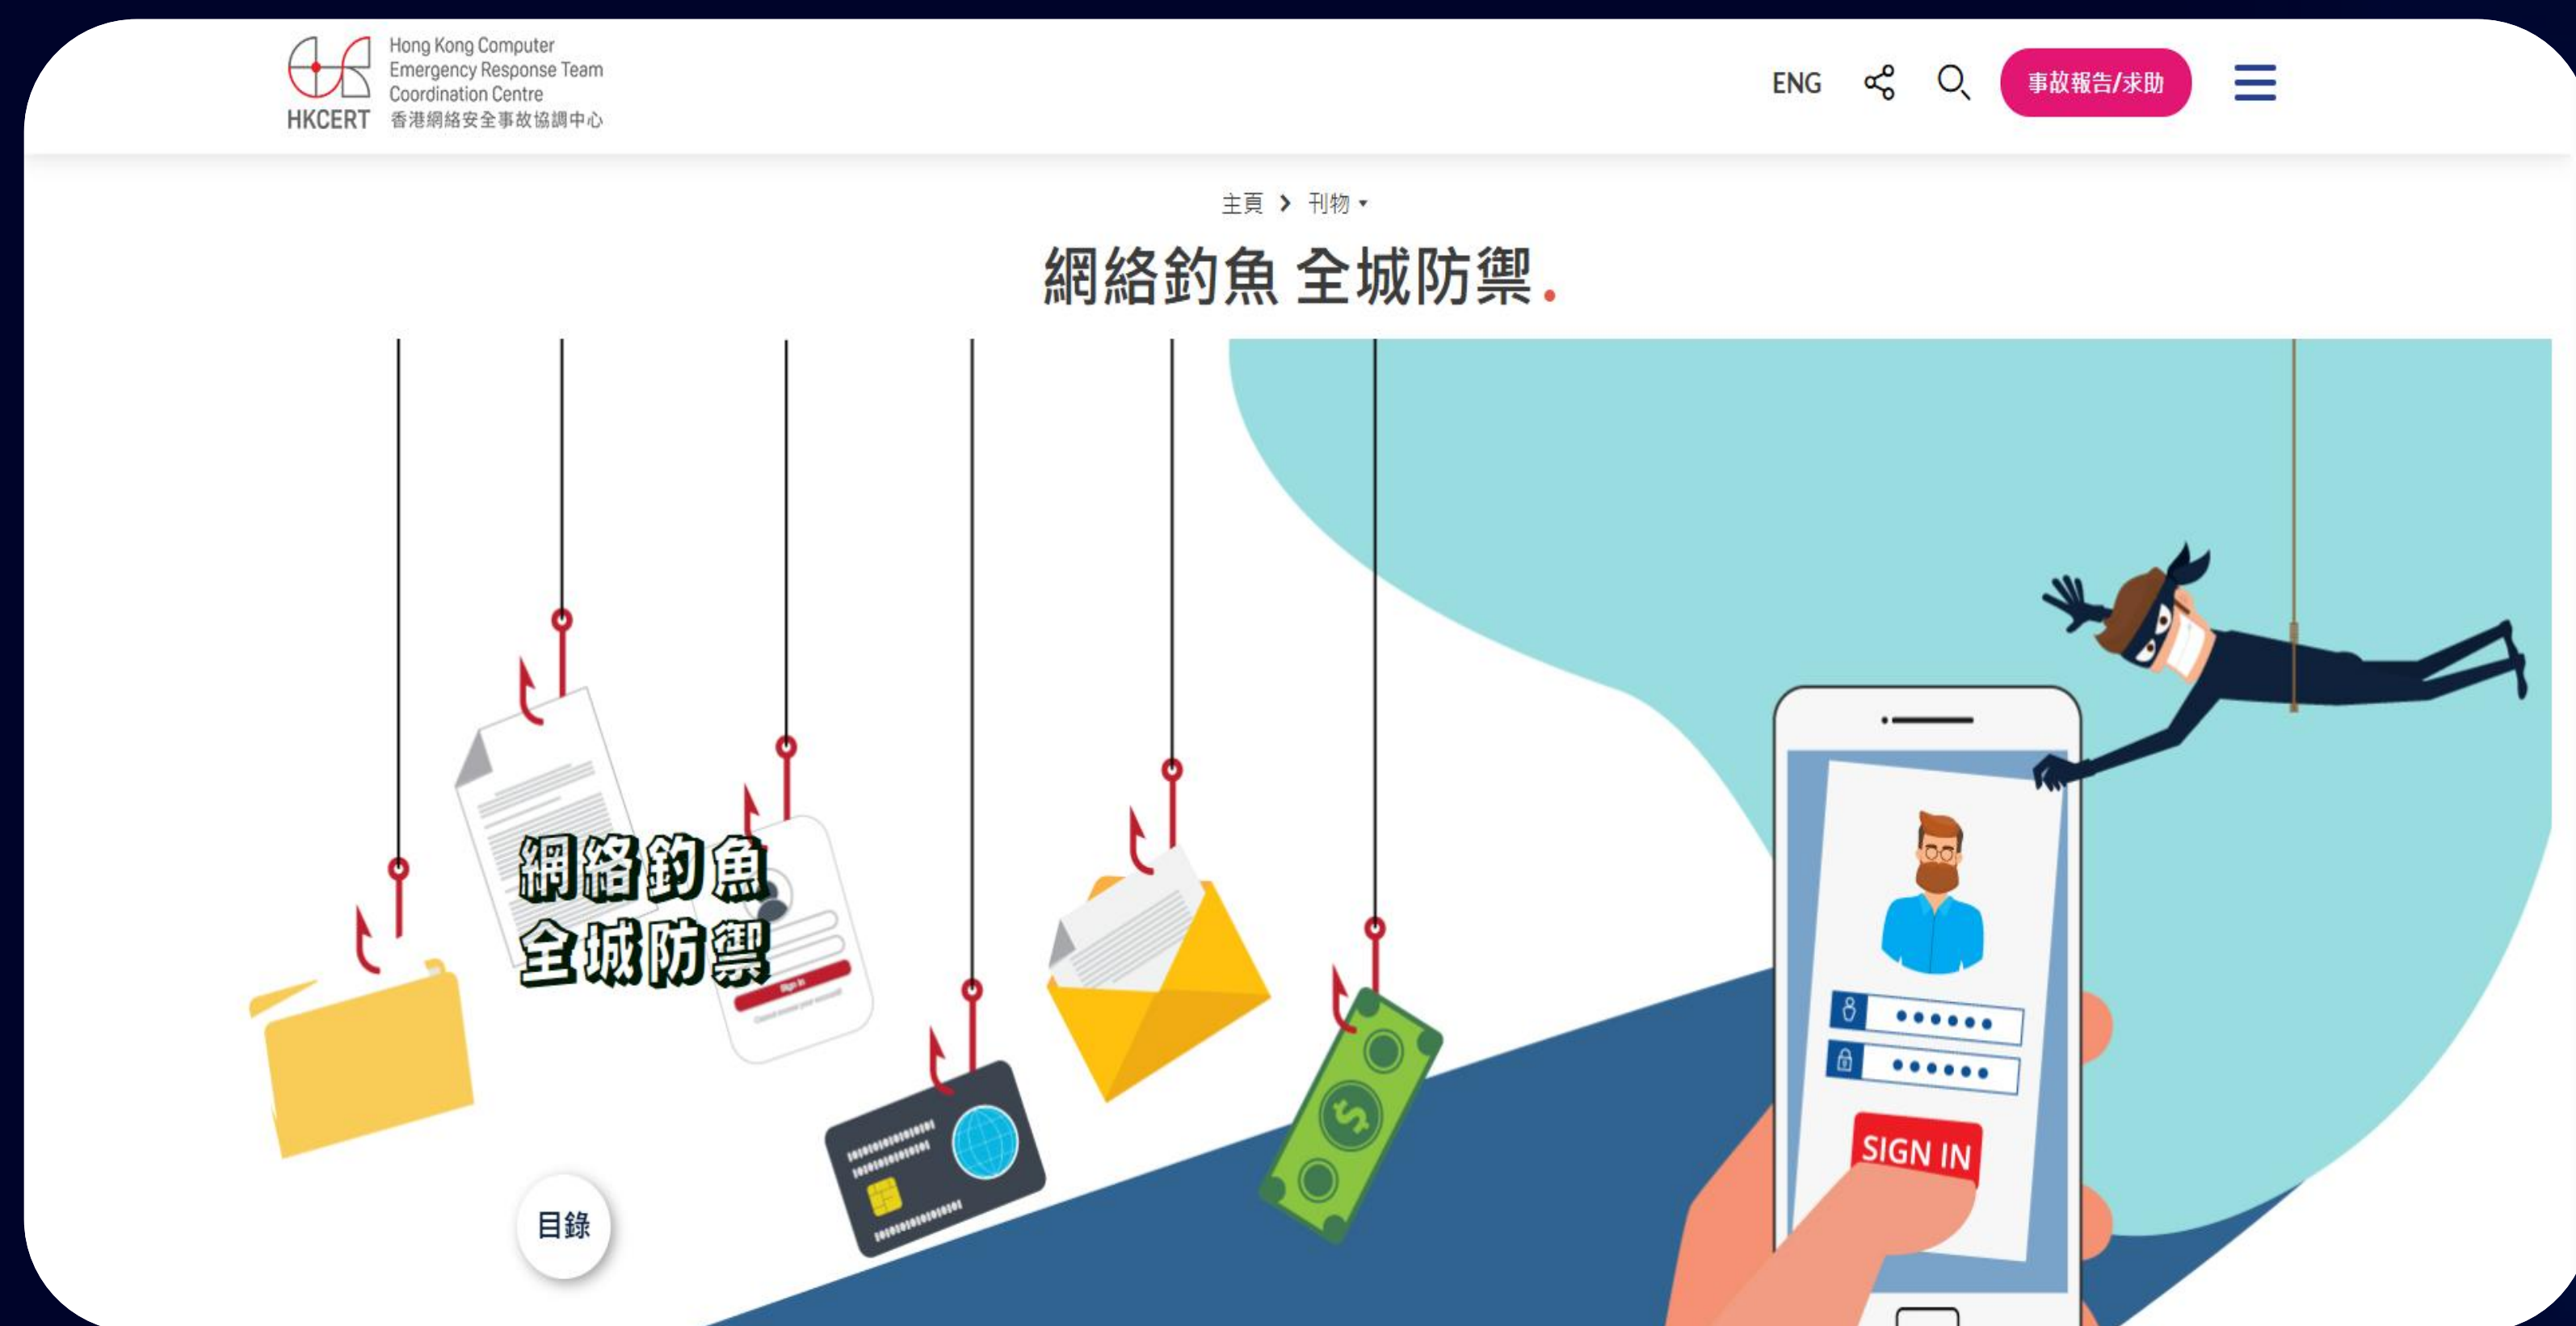 Hong Kong Computer
Emergency Response Team
Coordination Centre
HKCERT 香港網絡安全事故協調中心
ENG
事故報告/求助
主頁 > 刊物
網絡釣魚 全城防禦.
網絡釣魚
全城防禦
Sign In
目錄
SIGN IN